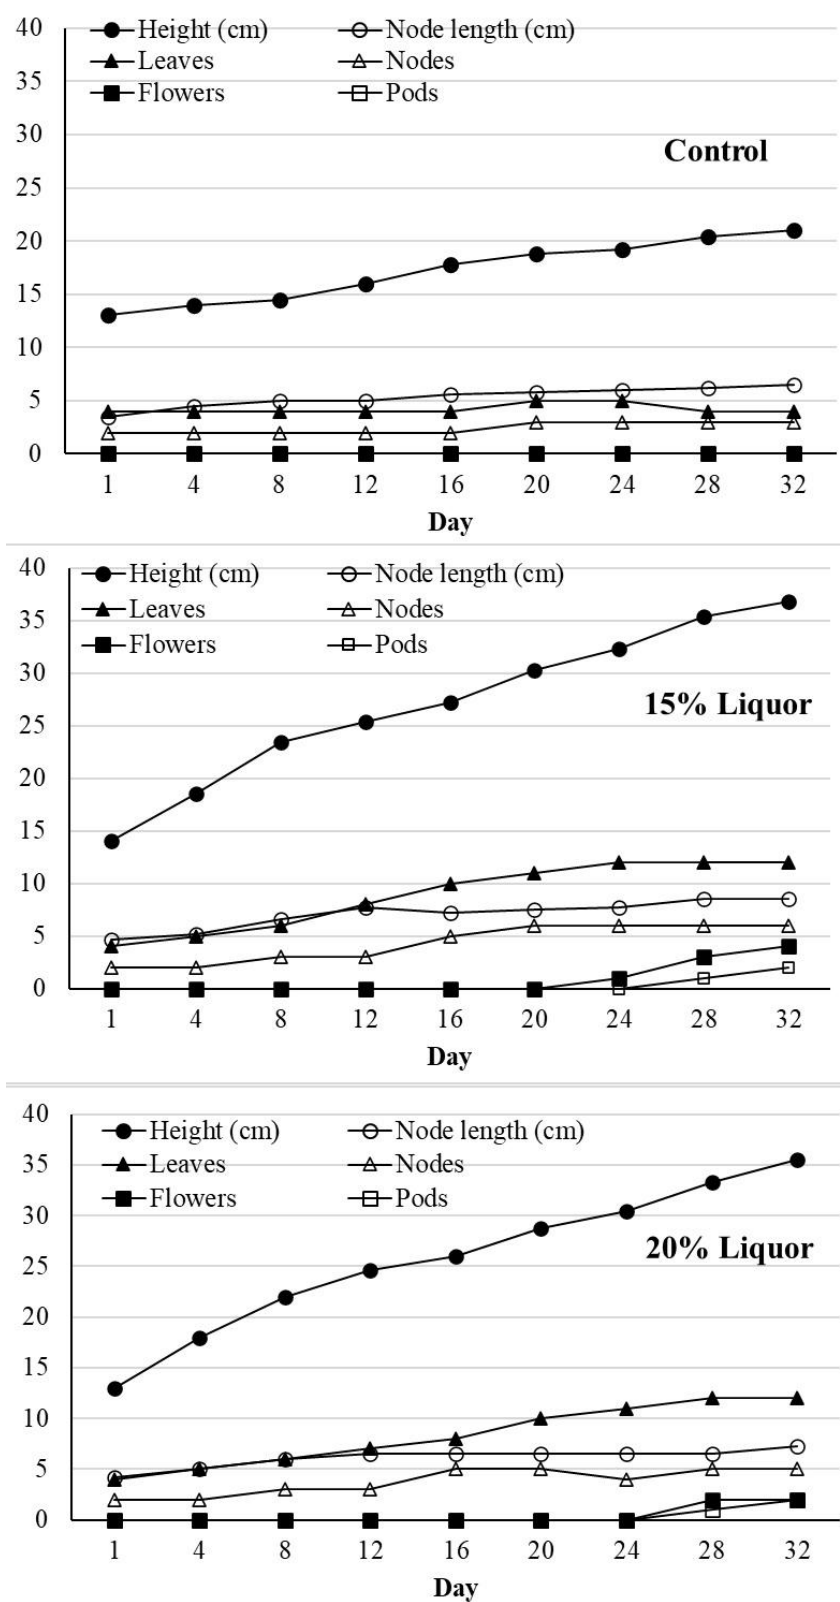 40
Height (cm) Node length (cm)
35
Leaves Nodes
Flowers Pods
30
Control
25
20
15
10
5
0
1 4 8 12 16 20 24 28 32
Day
40
Height (cm) Node length (cm)
35
Leaves Nodes
Flowers Pods
30
15% Liquor
25
20
15
10
5
0
1 4 8 12 16 20 24 28 32
Day
40
Height (cm) Node length (cm)
35
Leaves Nodes
Flowers Pods
30
20% Liquor
25
20
15
10
5
0
1 4 8 12 16 20 24 28 32
Day